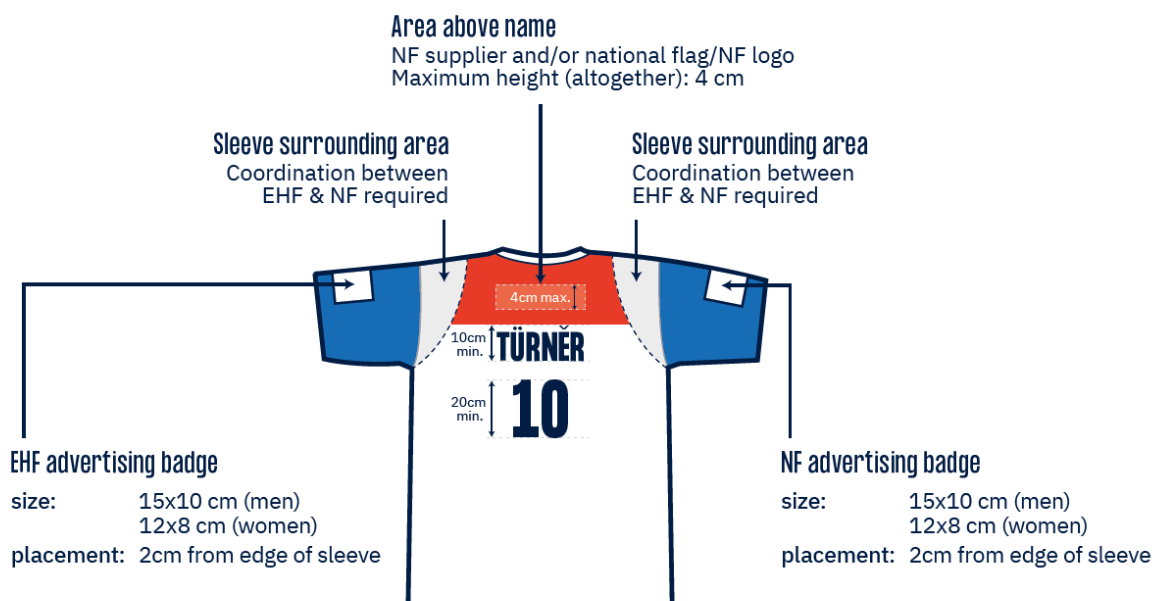 Area above name
NF supplier and/or national flag/NF logo
Maximum height (altogether): 4 cm
Sleeve surrounding area
Coordination between
EHF & NF required
Sleeve surrounding area
Coordination between
EHF & NF required
4cm max.
10cm
min.
TÜRNĚR
20cm
min.
10
EHF advertising badge
size: 15x10 cm (men)
12x8 cm (women)
placement: 2cm from edge of sleeve
NF advertising badge
size: 15x10 cm (men)
12x8 cm (women)
placement: 2cm from edge of sleeve